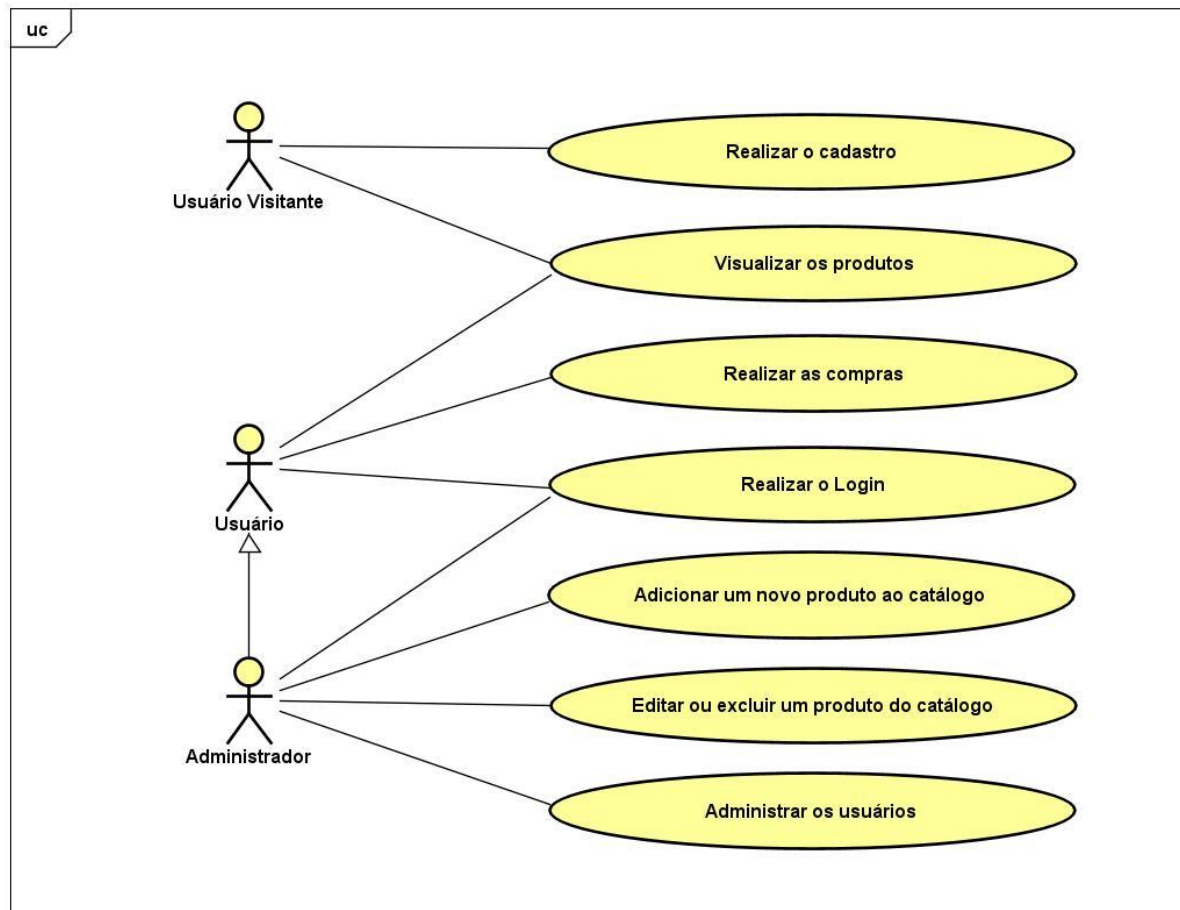 uc
Usuário Visitante
Realizar o cadastro
Visualizar os produtos
Realizar as compras
Usuário
Realizar o Login
Adicionar um novo produto ao catálogo
Administrador
Editar ou excluir um produto do catálogo
Administrar os usuários